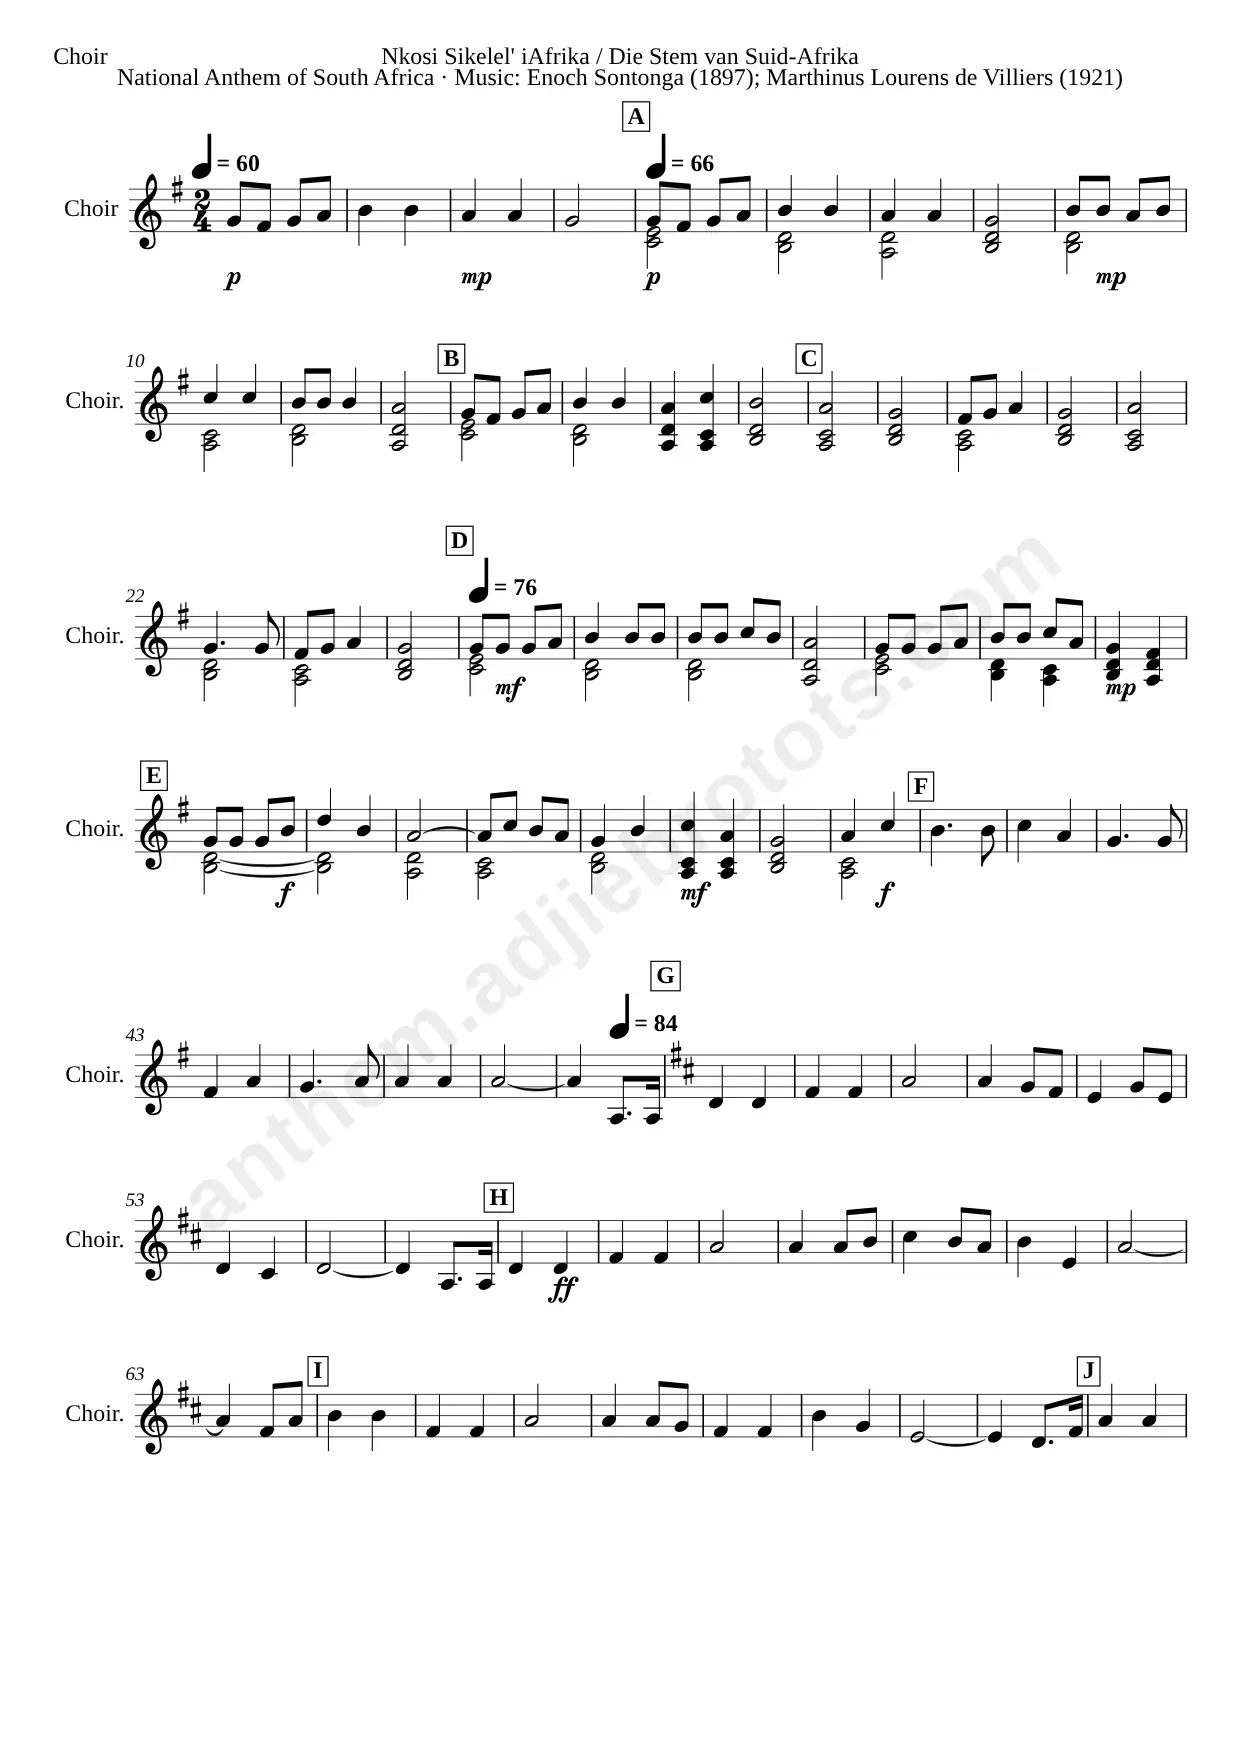 Choir
Nkosi Sikelel' iAfrika / Die Stem van Suid-Afrika
National Anthem of South Africa · Music: Enoch Sontonga (1897); Marthinus Lourens de Villiers (1921)
A
= 60
= 66
Choir
2
4
p
mp
p
mp
10
B
C
Choir.
D
= 76
22
Choir.
mf
mp
E
F
Choir.
f
mf
f
G
= 84
43
Choir.
53
H
Choir.
ff
63
I
J
Choir.
anthem.adjiebrotots.com